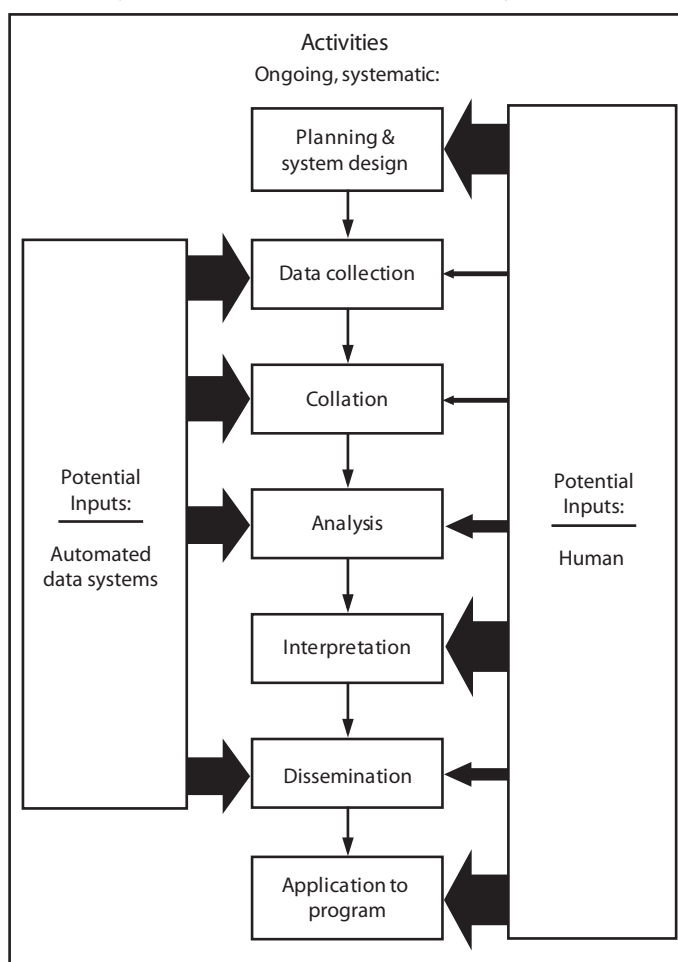 Activities
Ongoing, systematic:
Planning &
system design
Data collection
Collation
Analysis
Interpretation
Dissemination
Application to
program
Potential
Inputs:
Automated
data systems
Potential
Inputs:
Human